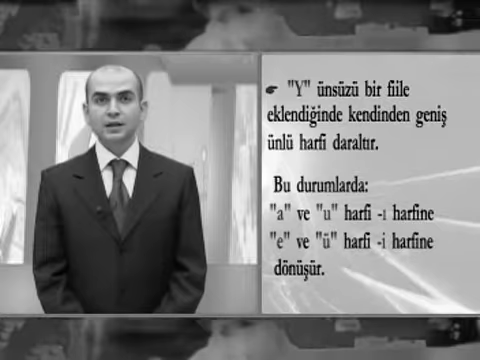 "Y" ünsüzü bir fiile
eklendiğinde kendinden geniş
ünlü harfi daraltır.
Bu durumlarda:
"a" ve "u" harfi -ı harfine
"e" ve "ü" harfi -i harfine
dönüşür.